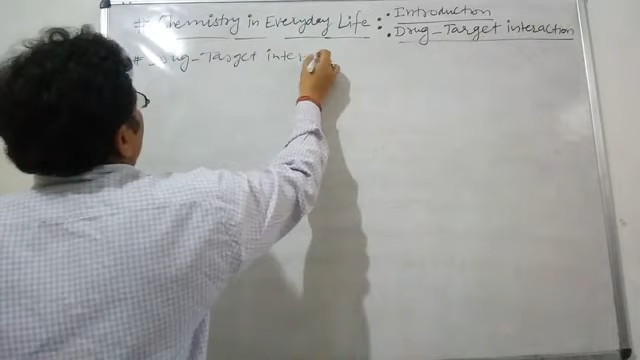 # Chemistry in Everyday Life : • Introduction
• Drug - Target interaction
# Drug - Target inter